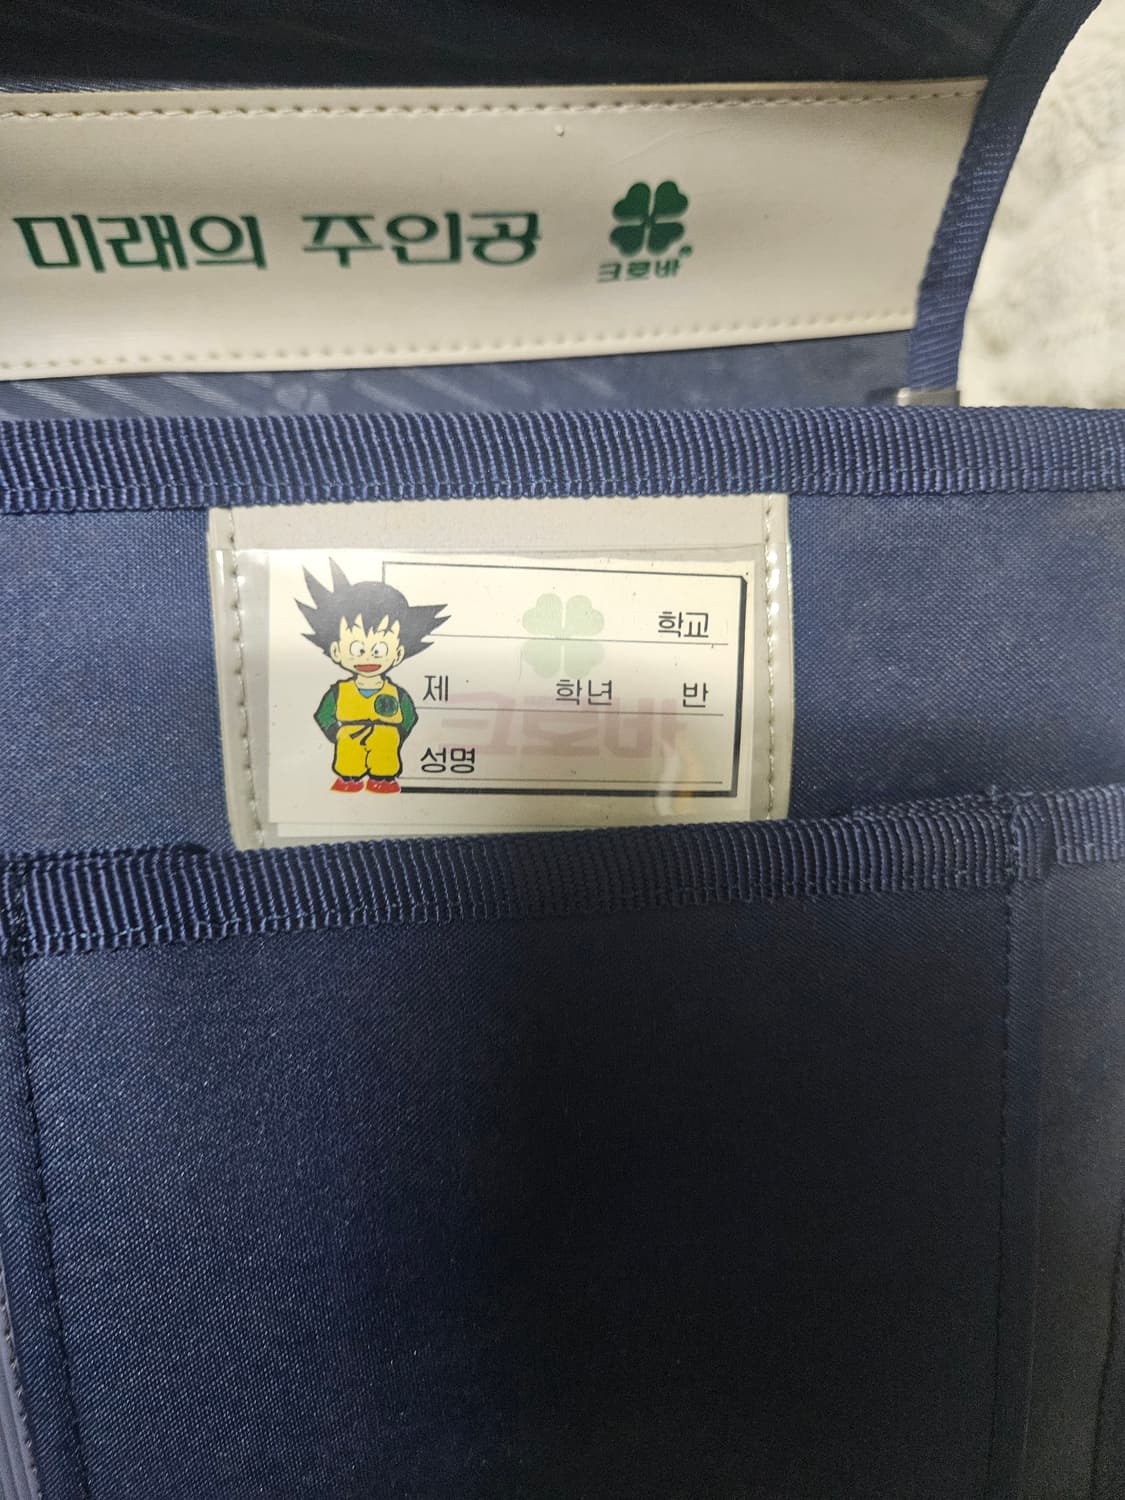 미래의 주인공
크로바
학교
제 학년 반
크로바
성명